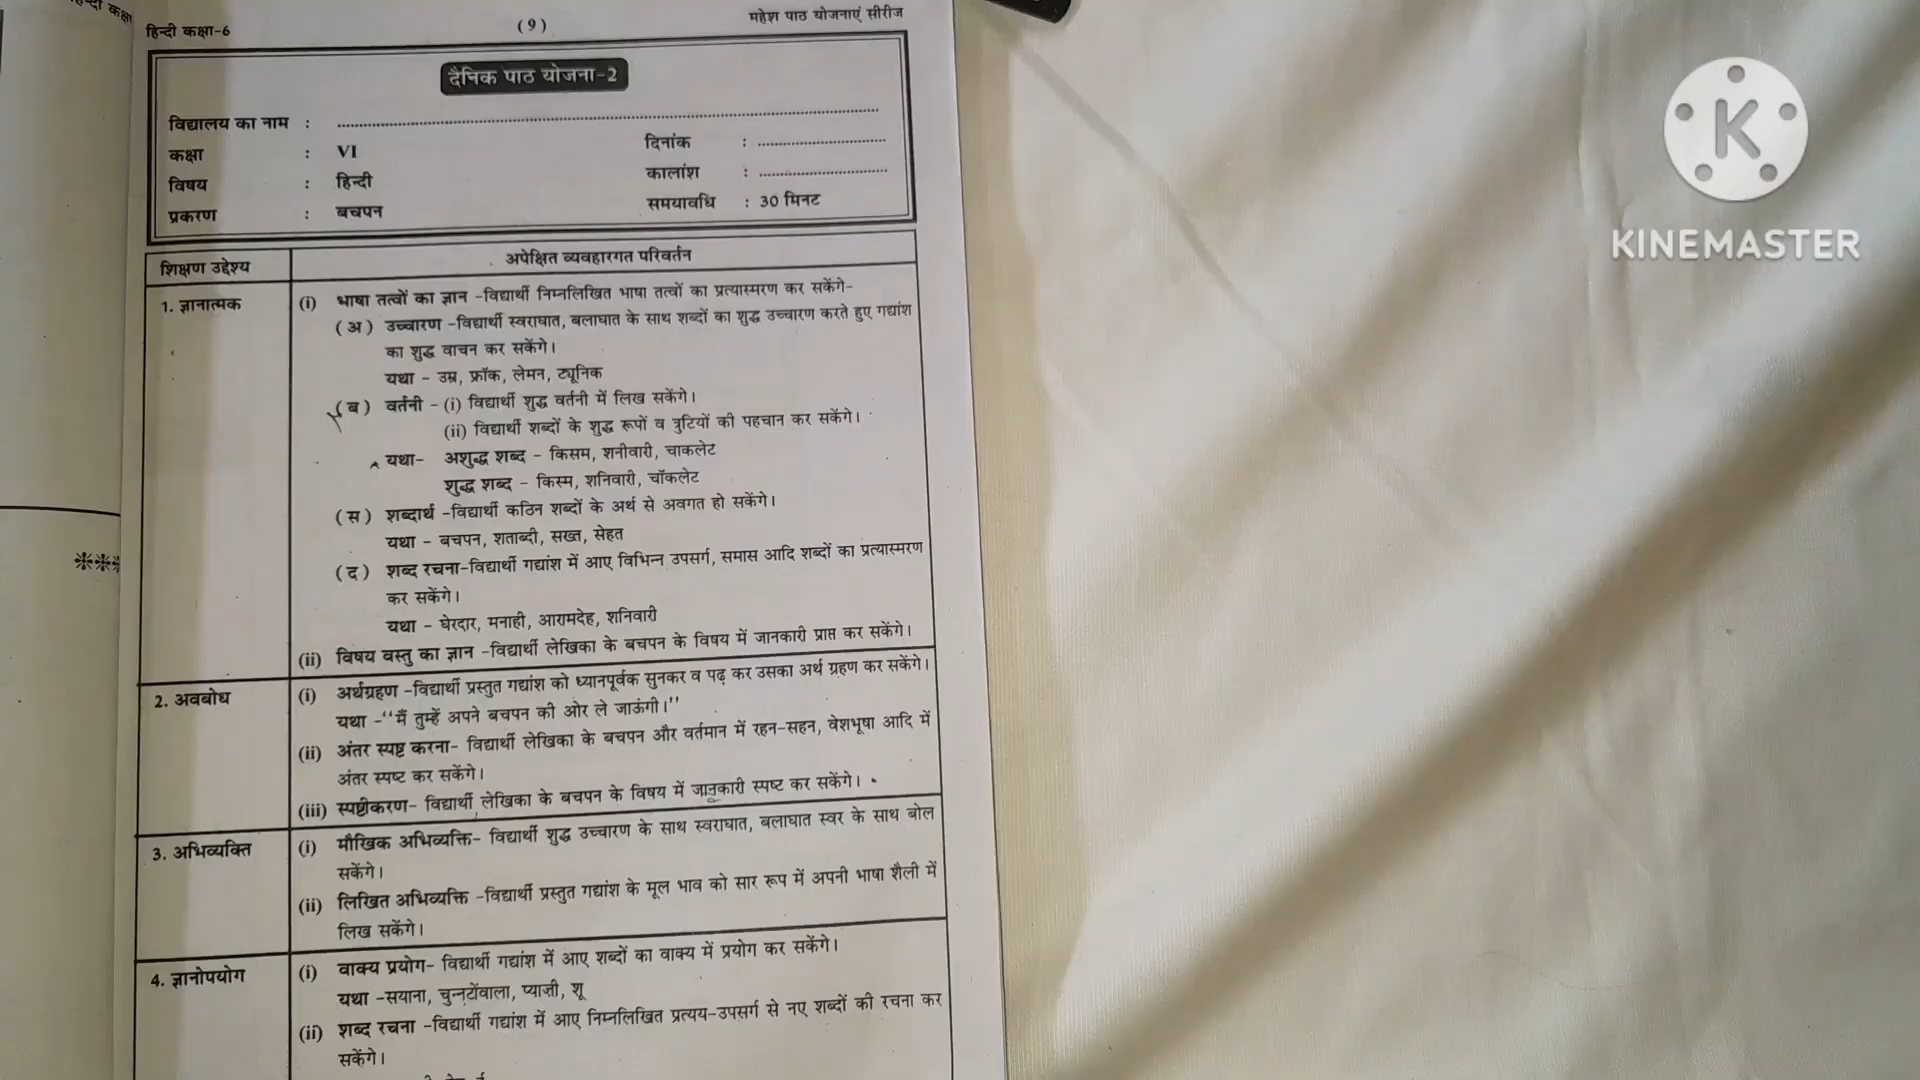 हिन्दी कक्षा-6
(9)
महेश पाठ योजनाएं सीरीज
दैनिक पाठ योजना-2
विद्यालय का नाम : ..........
कक्षा : VI दिनांक : ..........
विषय : हिन्दी कालांश : ..........
प्रकरण : बचपन समयावधि : 30 मिनट
शिक्षण उद्देश्य अपेक्षित व्यवहारगत परिवर्तन
1. ज्ञानात्मक (i) भाषा तत्वों का ज्ञान -विद्यार्थी निम्नलिखित भाषा तत्वों का प्रत्यास्मरण कर सकेंगे-
(अ) उच्चारण -विद्यार्थी स्वराघात, बलाघात के साथ शब्दों का शुद्ध उच्चारण करते हुए गद्यांश
का शुद्ध वाचन कर सकेंगे।
यथा - उम्र, फ्रॉक, लेमन, ट्यूनिक
(ब) वर्तनी - (i) विद्यार्थी शुद्ध वर्तनी में लिख सकेंगे।
(ii) विद्यार्थी शब्दों के शुद्ध रूपों व त्रुटियों की पहचान कर सकेंगे।
यथा- अशुद्ध शब्द - किसम, शनीवारी, चाकलेट
शुद्ध शब्द - किस्म, शनिवारी, चॉकलेट
(स) शब्दार्थ -विद्यार्थी कठिन शब्दों के अर्थ से अवगत हो सकेंगे।
यथा - बचपन, शताब्दी, सख्त, सेहत
(द) शब्द रचना-विद्यार्थी गद्यांश में आए विभिन्न उपसर्ग, समास आदि शब्दों का प्रत्यास्मरण
कर सकेंगे।
यथा - घेरदार, मनाही, आरामदेह, शनिवारी
(ii) विषय वस्तु का ज्ञान -विद्यार्थी लेखिका के बचपन के विषय में जानकारी प्राप्त कर सकेंगे।
2. अवबोध (i) अर्थग्रहण -विद्यार्थी प्रस्तुत गद्यांश को ध्यानपूर्वक सुनकर व पढ़ कर उसका अर्थ ग्रहण कर सकेंगे।
यथा -"मैं तुम्हें अपने बचपन की ओर ले जाऊंगी।"
(ii) अंतर स्पष्ट करना- विद्यार्थी लेखिका के बचपन और वर्तमान में रहन-सहन, वेशभूषा आदि में
अंतर स्पष्ट कर सकेंगे।
(iii) स्पष्टीकरण- विद्यार्थी लेखिका के बचपन के विषय में जानकारी स्पष्ट कर सकेंगे।
3. अभिव्यक्ति (i) मौखिक अभिव्यक्ति- विद्यार्थी शुद्ध उच्चारण के साथ स्वराघात, बलाघात स्वर के साथ बोल
सकेंगे।
(ii) लिखित अभिव्यक्ति -विद्यार्थी प्रस्तुत गद्यांश के मूल भाव को सार रूप में अपनी भाषा शैली में
लिख सकेंगे।
4. ज्ञानोपयोग (i) वाक्य प्रयोग- विद्यार्थी गद्यांश में आए शब्दों का वाक्य में प्रयोग कर सकेंगे।
यथा -सयाना, चुन्नटोंवाला, प्याज़ी, शू
(ii) शब्द रचना -विद्यार्थी गद्यांश में आए निम्नलिखित प्रत्यय-उपसर्ग से नए शब्दों की रचना कर
सकेंगे।
K
KINEMASTER